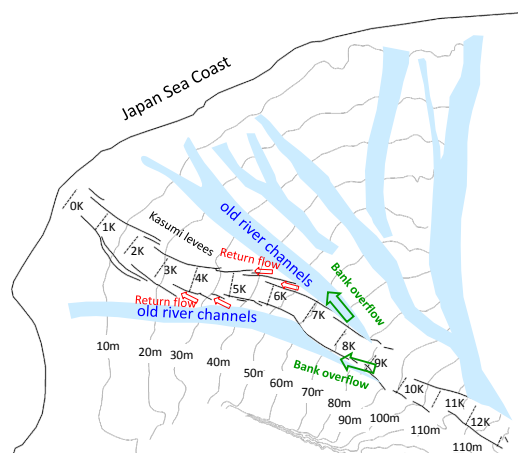 Japan Sea Coast
0K
1K
2K
3K
4K
5K
6K
7K
8K
9K
10K
11K
12K
Kasumi levees
old river channels
Return flow
Bank overflow
Return flow
old river channels
Bank overflow
10m
20m
30m
40m
50m
60m
70m
80m
90m
100m
110m
110m